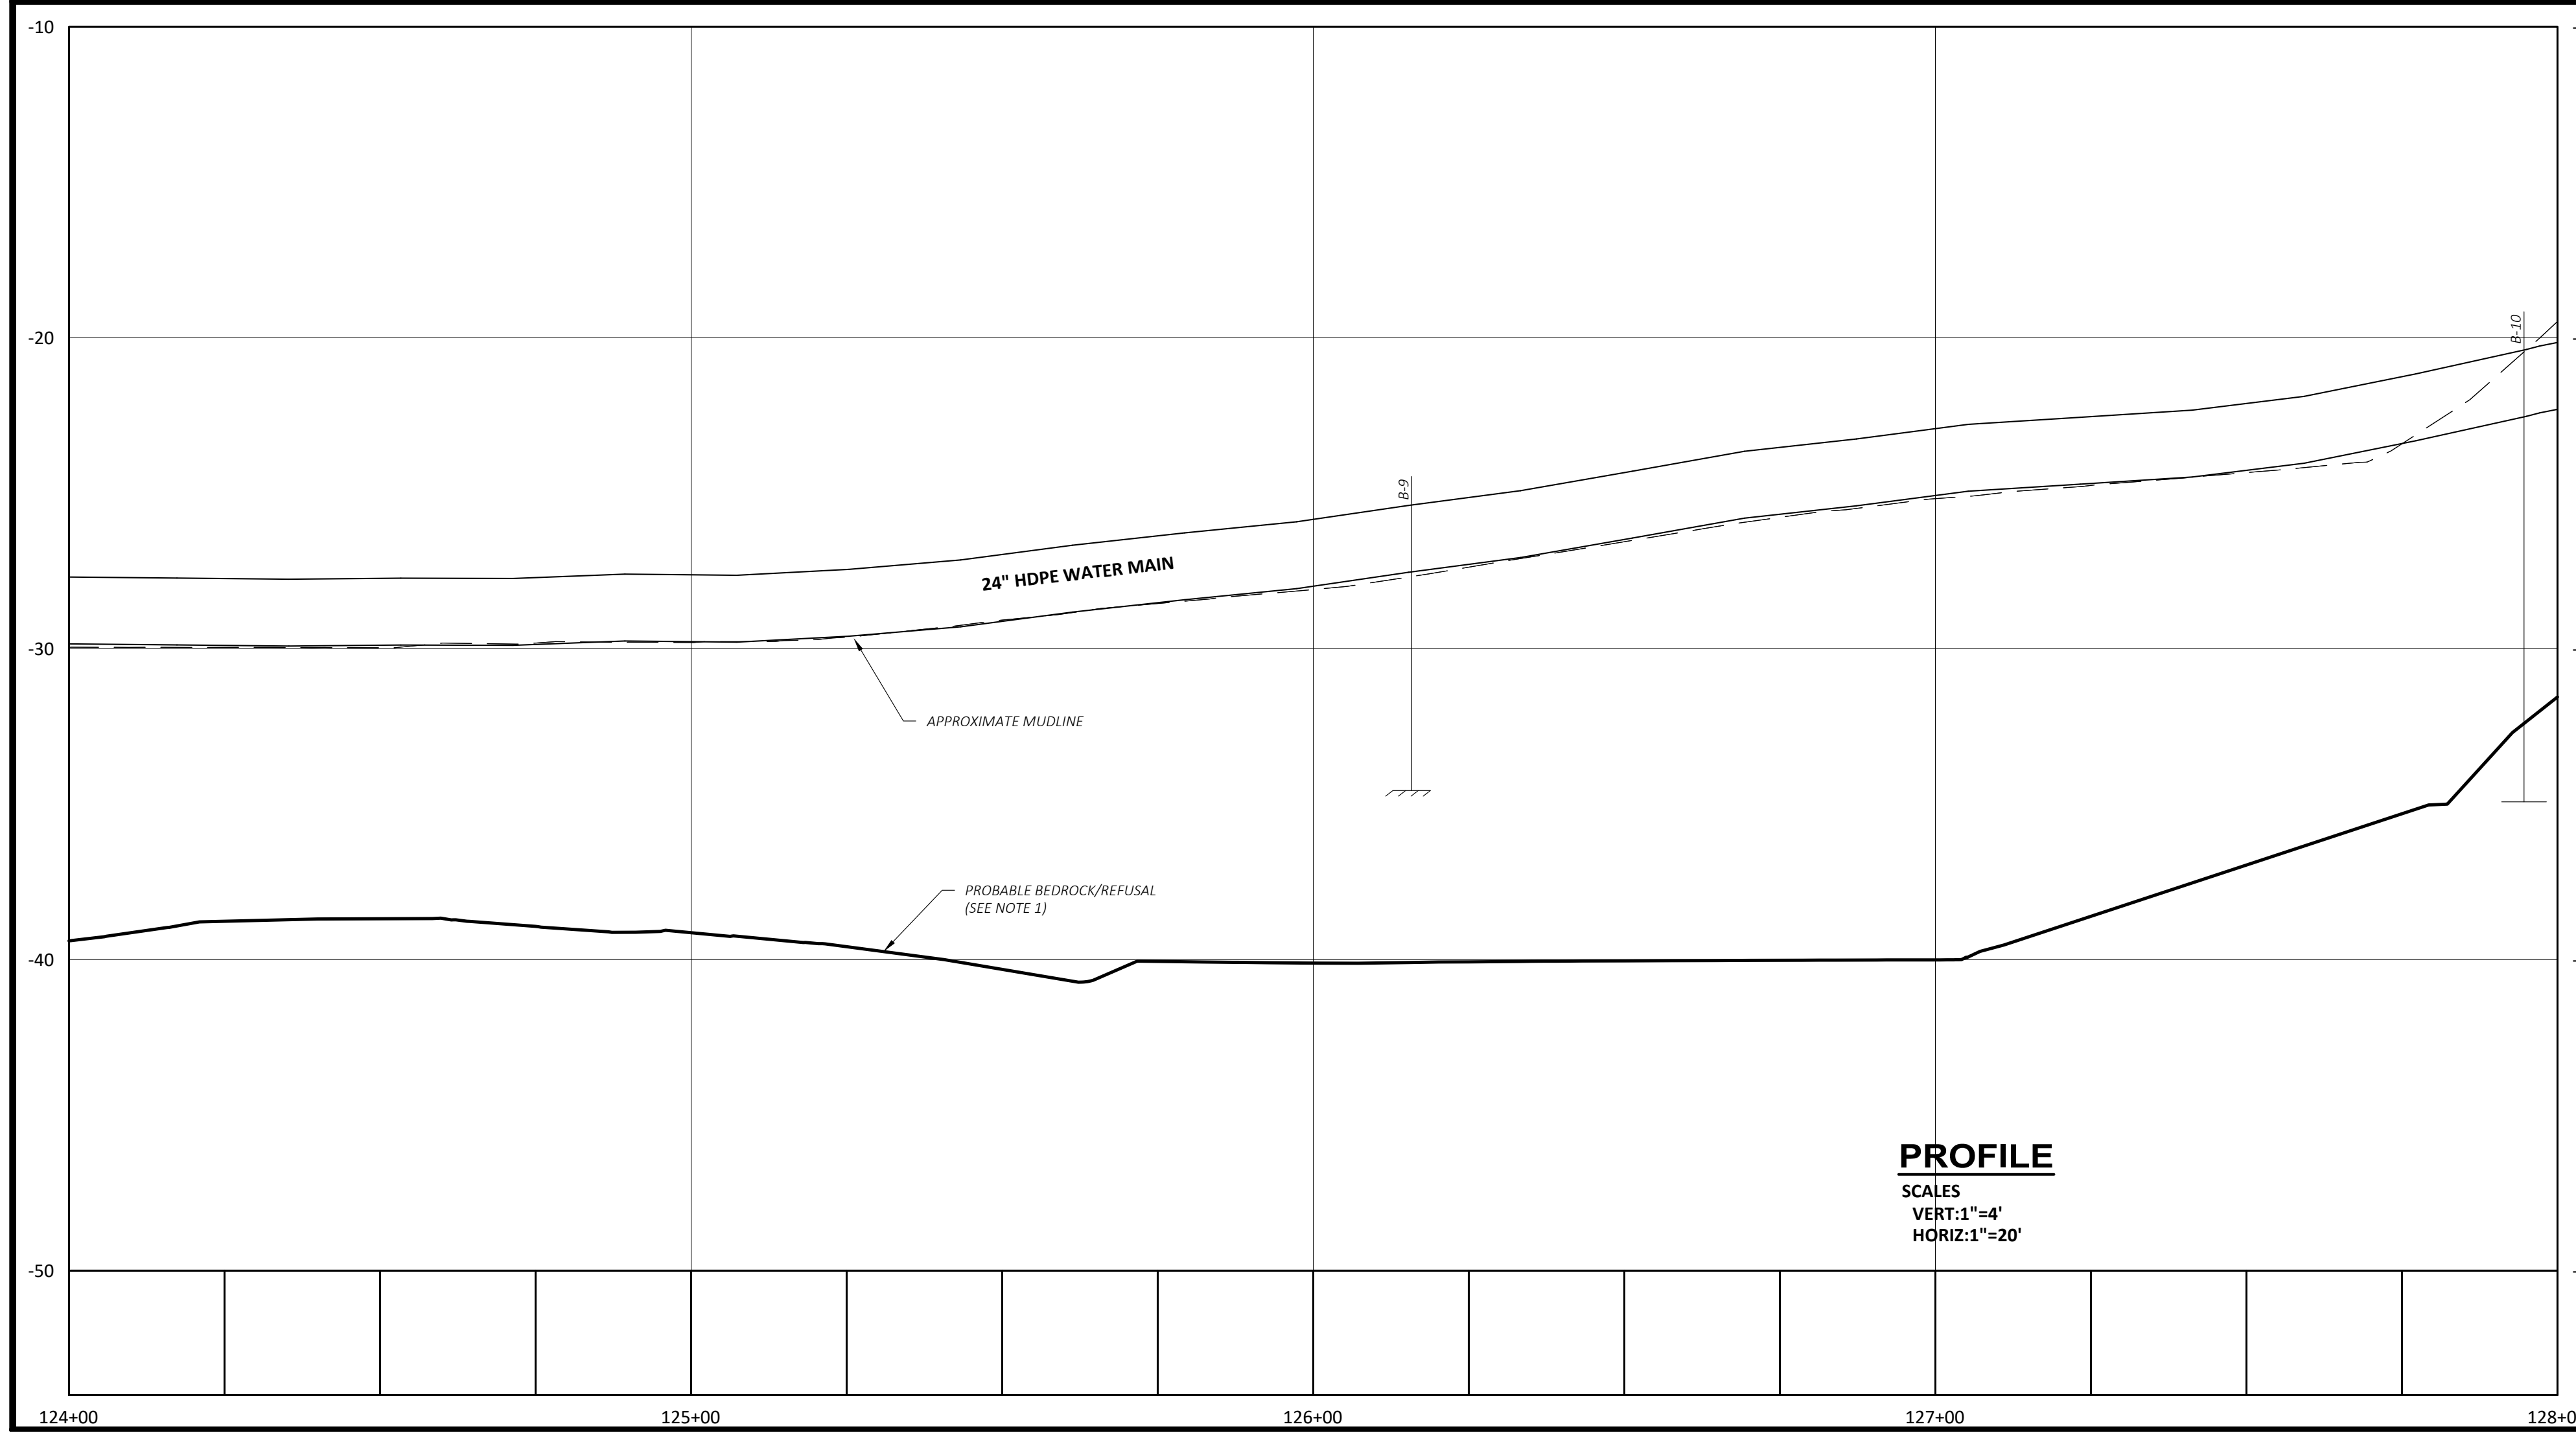 -10
-20
B-10
B-9
24" HDPE WATER MAIN
-30
APPROXIMATE MUDLINE
PROBABLE BEDROCK/REFUSAL
(SEE NOTE 1)
-40
PROFILE
SCALES
VERT:1"=4'
HORIZ:1"=20'
-50
124+00
125+00
126+00
127+00
128+0